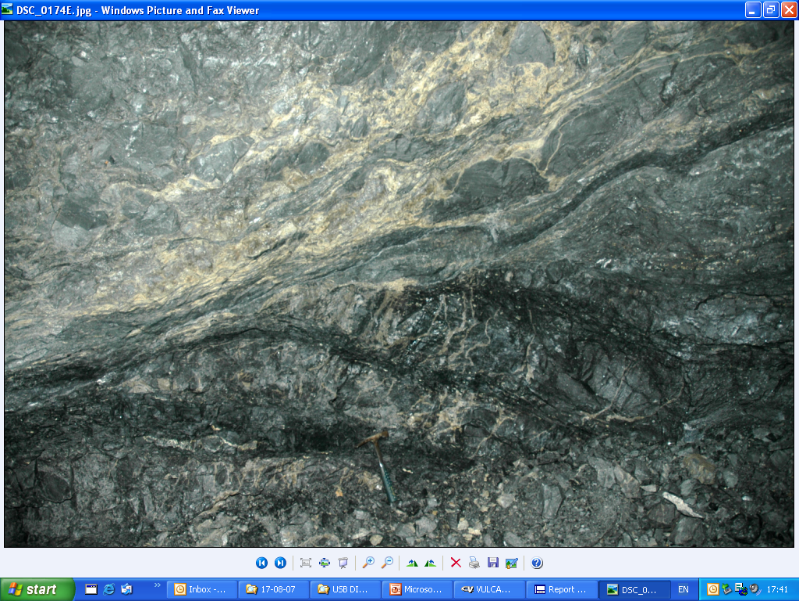 DSC_0174E.jpg - Windows Picture and Fax Viewer
start
»
Inbox -...
17-08-07
USB DI...
Microso...
VULCA...
Report ...
DSC_0...
EN
17:41